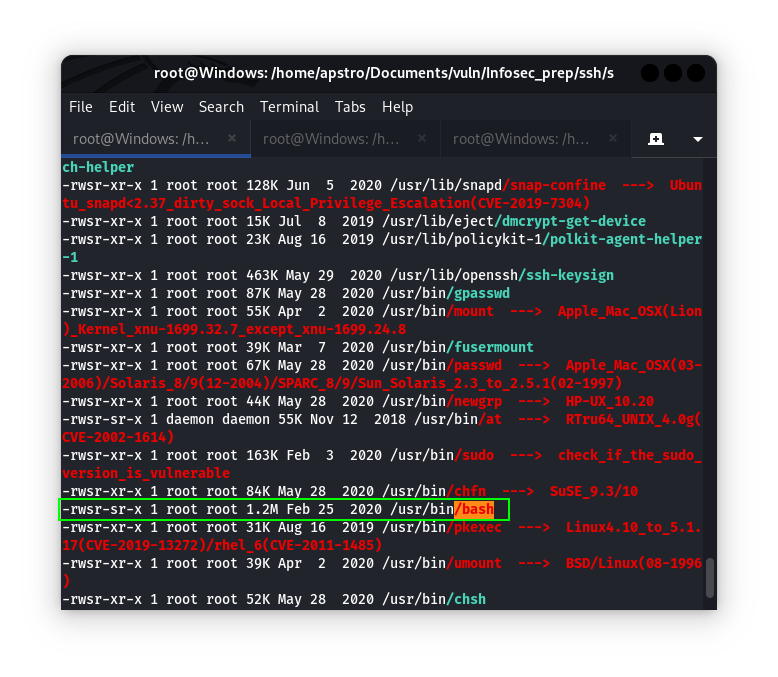 root@Windows: /home/apstro/Documents/vuln/Infosec_prep/ssh/s
File Edit View Search Terminal Tabs Help
root@Windows: /h... × root@Windows: /h... × root@Windows: /h... ×
ch-helper
-rwsr-xr-x 1 root root 128K Jun  5  2020 /usr/lib/snapd/snap-confine  --->  Ubun
tu_snapd<2.37_dirty_sock_Local_Privilege_Escalation(CVE-2019-7304)
-rwsr-xr-x 1 root root 15K Jul  8  2019 /usr/lib/eject/dmcrypt-get-device
-rwsr-xr-x 1 root root 23K Aug 16  2019 /usr/lib/policykit-1/polkit-agent-helper
-1
-rwsr-xr-x 1 root root 463K May 29  2020 /usr/lib/openssh/ssh-keysign
-rwsr-xr-x 1 root root 87K May 28  2020 /usr/bin/gpasswd
-rwsr-xr-x 1 root root 55K Apr  2  2020 /usr/bin/mount  --->  Apple_Mac_OSX(Lion
)_Kernel_xnu-1699.32.7_except_xnu-1699.24.8
-rwsr-xr-x 1 root root 39K Mar  7  2020 /usr/bin/fusermount
-rwsr-xr-x 1 root root 67K May 28  2020 /usr/bin/passwd  --->  Apple_Mac_OSX(03-
2006)/Solaris_8/9(12-2004)/SPARC_8/9/Sun_Solaris_2.3_to_2.5.1(02-1997)
-rwsr-xr-x 1 root root 44K May 28  2020 /usr/bin/newgrp  --->  HP-UX_10.20
-rwsr-sr-x 1 daemon daemon 55K Nov 12  2018 /usr/bin/at  --->  RTru64_UNIX_4.0g(
CVE-2002-1614)
-rwsr-xr-x 1 root root 163K Feb  3  2020 /usr/bin/sudo  --->  check_if_the_sudo_
version_is_vulnerable
-rwsr-xr-x 1 root root 84K May 28  2020 /usr/bin/chfn  --->  SuSE_9.3/10
-rwsr-sr-x 1 root root 1.2M Feb 25  2020 /usr/bin/bash
-rwsr-xr-x 1 root root 31K Aug 16  2019 /usr/bin/pkexec  --->  Linux4.10_to_5.1.
17(CVE-2019-13272)/rhel_6(CVE-2011-1485)
-rwsr-xr-x 1 root root 39K Apr  2  2020 /usr/bin/umount  --->  BSD/Linux(08-1996
)
-rwsr-xr-x 1 root root 52K May 28  2020 /usr/bin/chsh